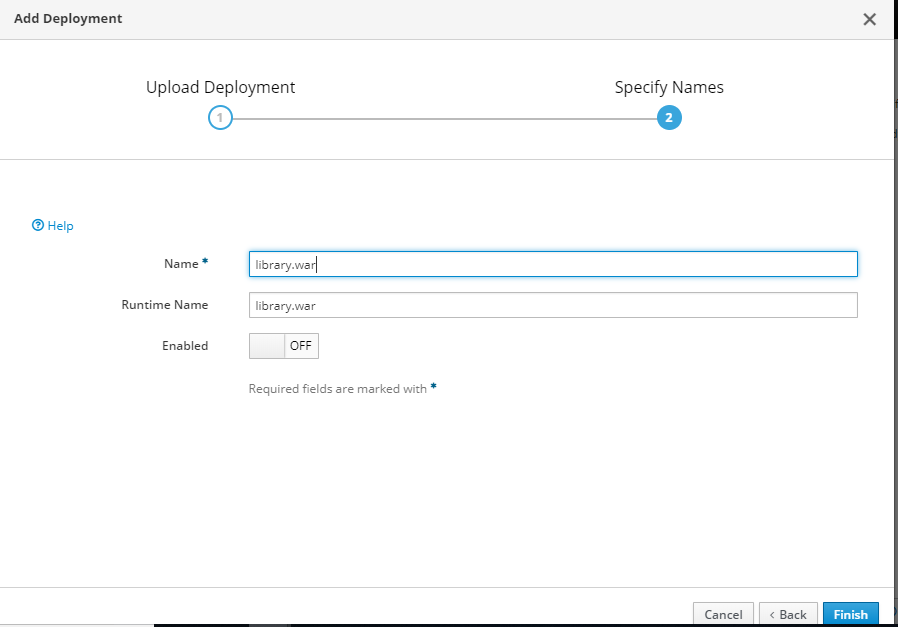 Add Deployment
Upload Deployment
Specify Names
1
2
Help
Name *
library.war
Runtime Name
library.war
Enabled
OFF
Required fields are marked with *
Cancel
‹ Back
Finish